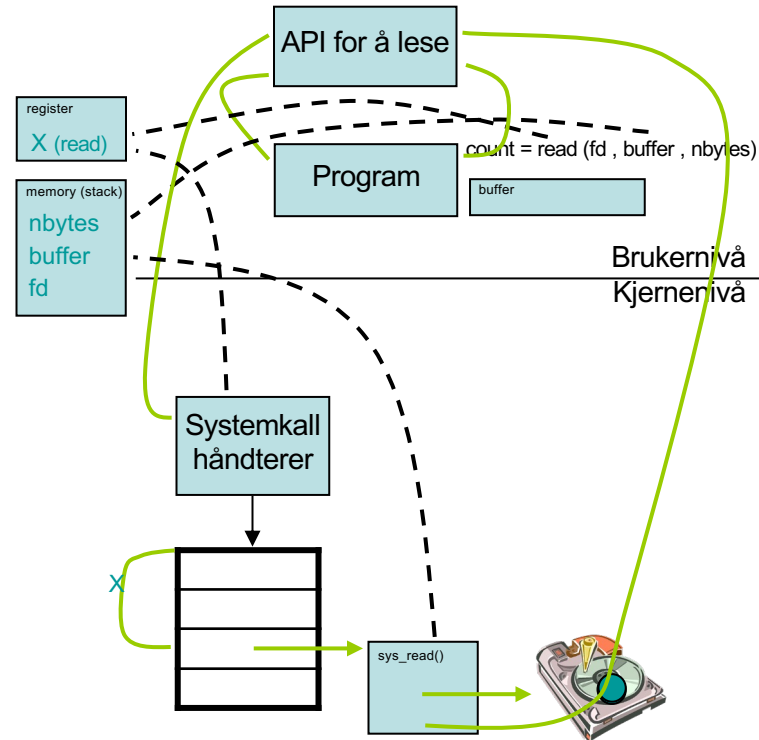 API for å lese
register
X (read)
count = read (fd , buffer , nbytes)
Program
memory (stack)
buffer
nbytes
buffer
fd
Brukernivå
Kjernenivå
Systemkall
håndterer
X
sys_read()